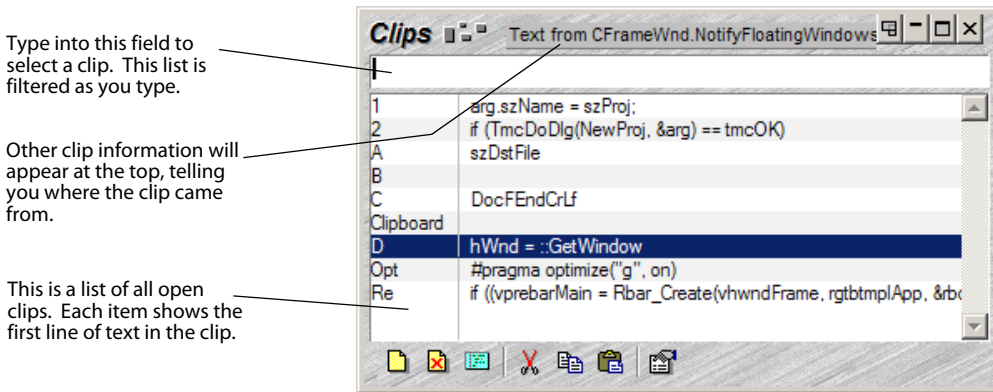 Type into this field to
select a clip. This list is
filtered as you type.
Other clip information will
appear at the top, telling
you where the clip came
from.
This is a list of all open
clips. Each item shows the
first line of text in the clip.
Clips Text from CFrameWnd.NotifyFloatingWindows
1 arg.szName = szProj;
2 if (TmcDoDlg(NewProj, &arg) == tmcOK)
A szDstFile
B
C DocFEndCrLf
Clipboard
D hWnd = ::GetWindow
Opt #pragma optimize("g", on)
Re if ((vprebarMain = Rbar_Create(vhwndFrame, rgtbtmplApp, &rbc